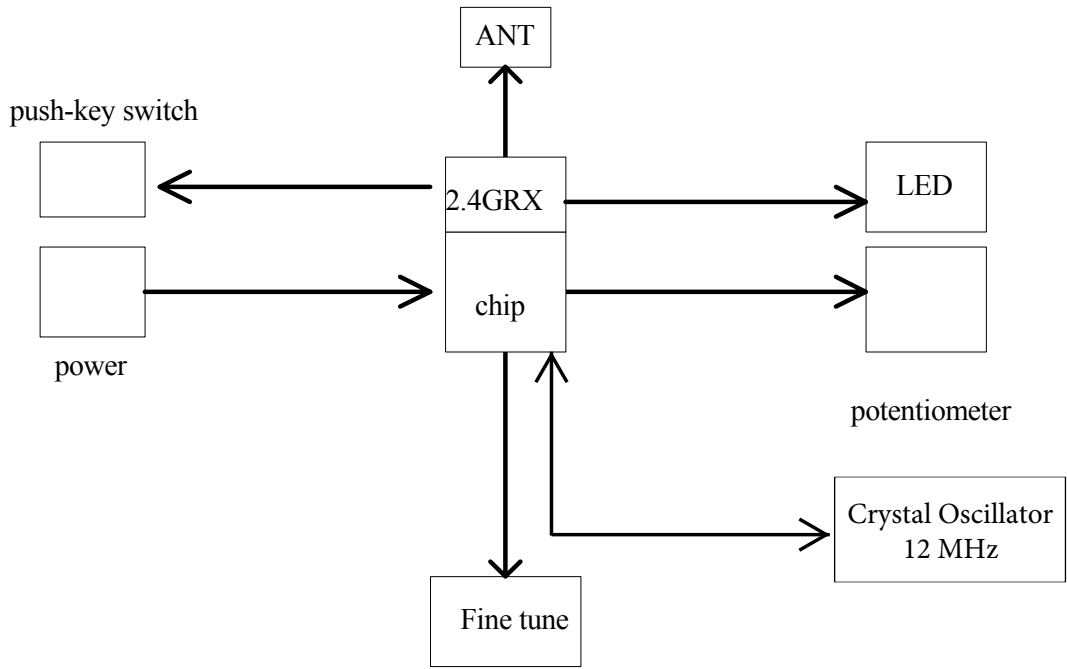 ANT
push-key switch
2.4GRX
LED
chip
power
potentiometer
Crystal Oscillator
12 MHz
Fine tune